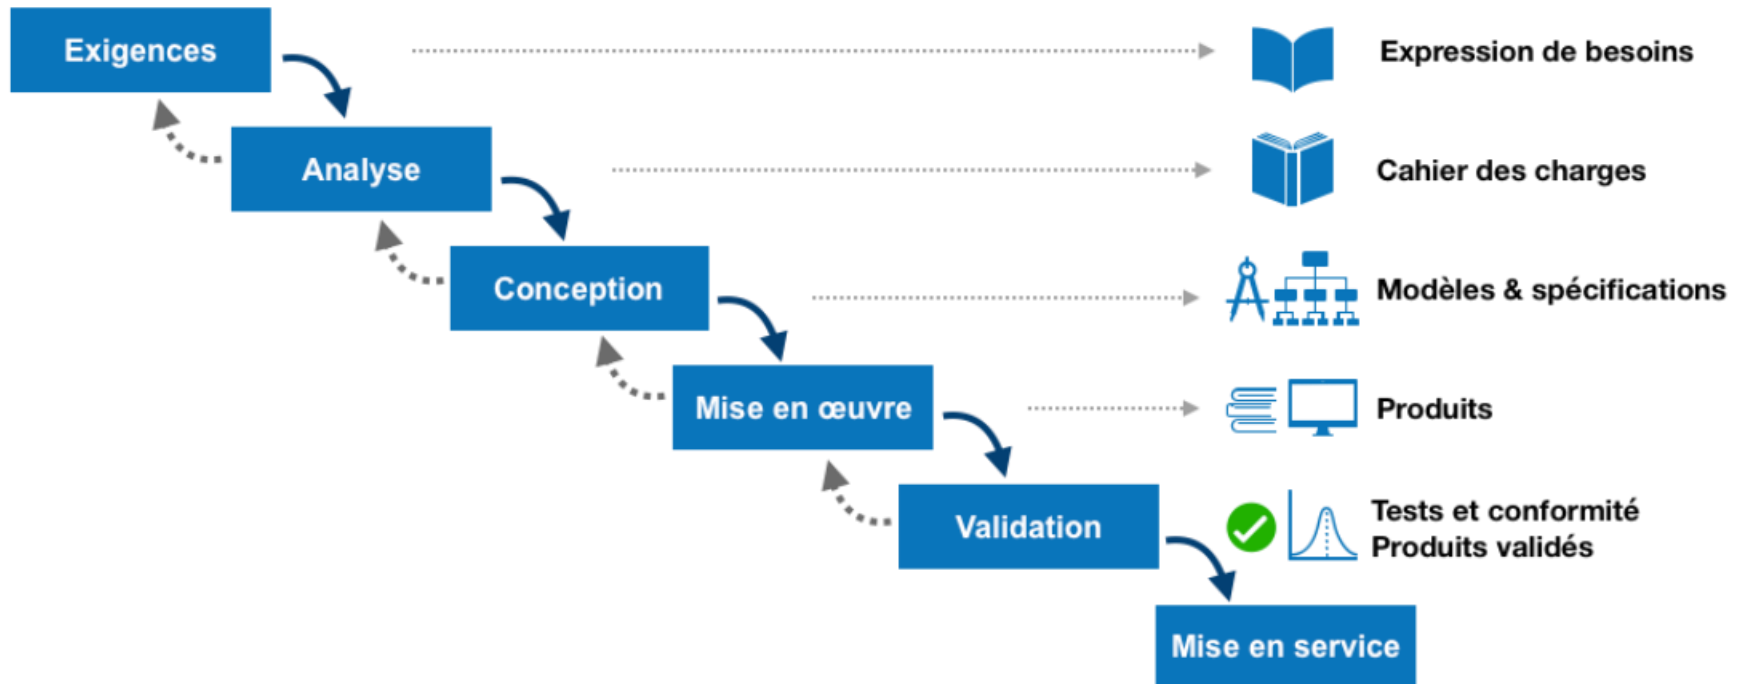 Exigences
Expression de besoins
Analyse
Cahier des charges
Conception
Modèles & spécifications
Mise en œuvre
Produits
Validation
Tests et conformité
Produits validés
Mise en service